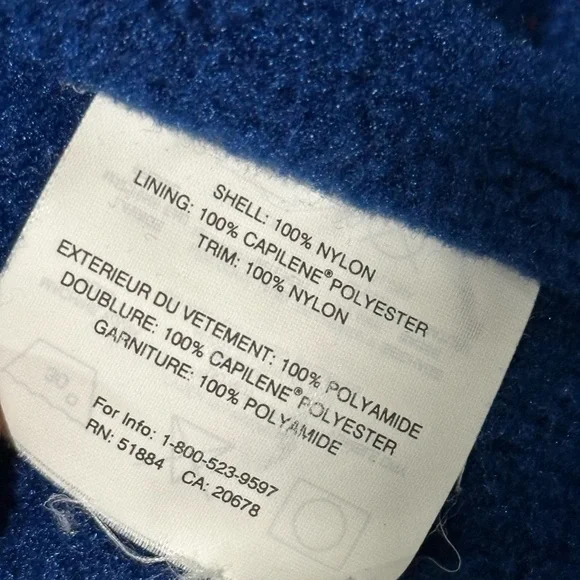 SHELL: 100% NYLON
LINING: 100% CAPILENE® POLYESTER
TRIM: 100% NYLON
EXTERIEUR DU VETEMENT: 100% POLYAMIDE
DOUBLURE: 100% CAPILENE® POLYESTER
GARNITURE: 100% POLYAMIDE
For Info: 1-800-523-9597
RN: 51884 CA: 20678